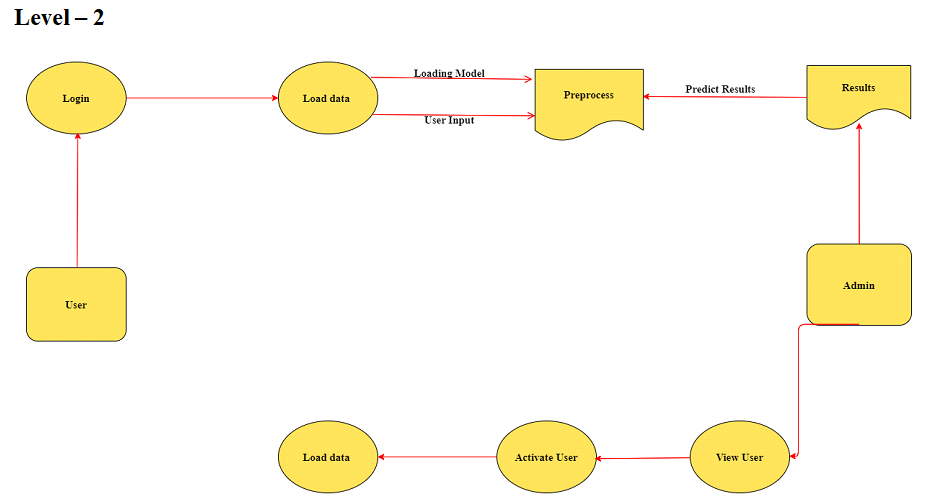 Level – 2
Login
Load data
Loading Model
User Input
Preprocess
Predict Results
Results
User
Admin
Load data
Activate User
View User